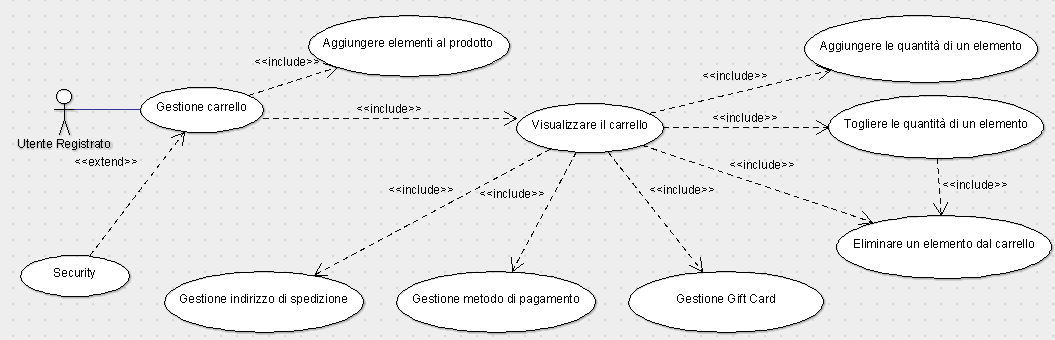 Aggiungere elementi al prodotto
<<include>>
Aggiungere le quantità di un elemento
<<include>>
Gestione carrello
<<include>>
Visualizzare il carrello
<<include>>
Togliere le quantità di un elemento
Utente Registrato
<<extend>>
<<include>>
<<include>>
<<include>>
<<include>>
<<include>>
Eliminare un elemento dal carrello
Security
Gestione indirizzo di spedizione
Gestione metodo di pagamento
Gestione Gift Card